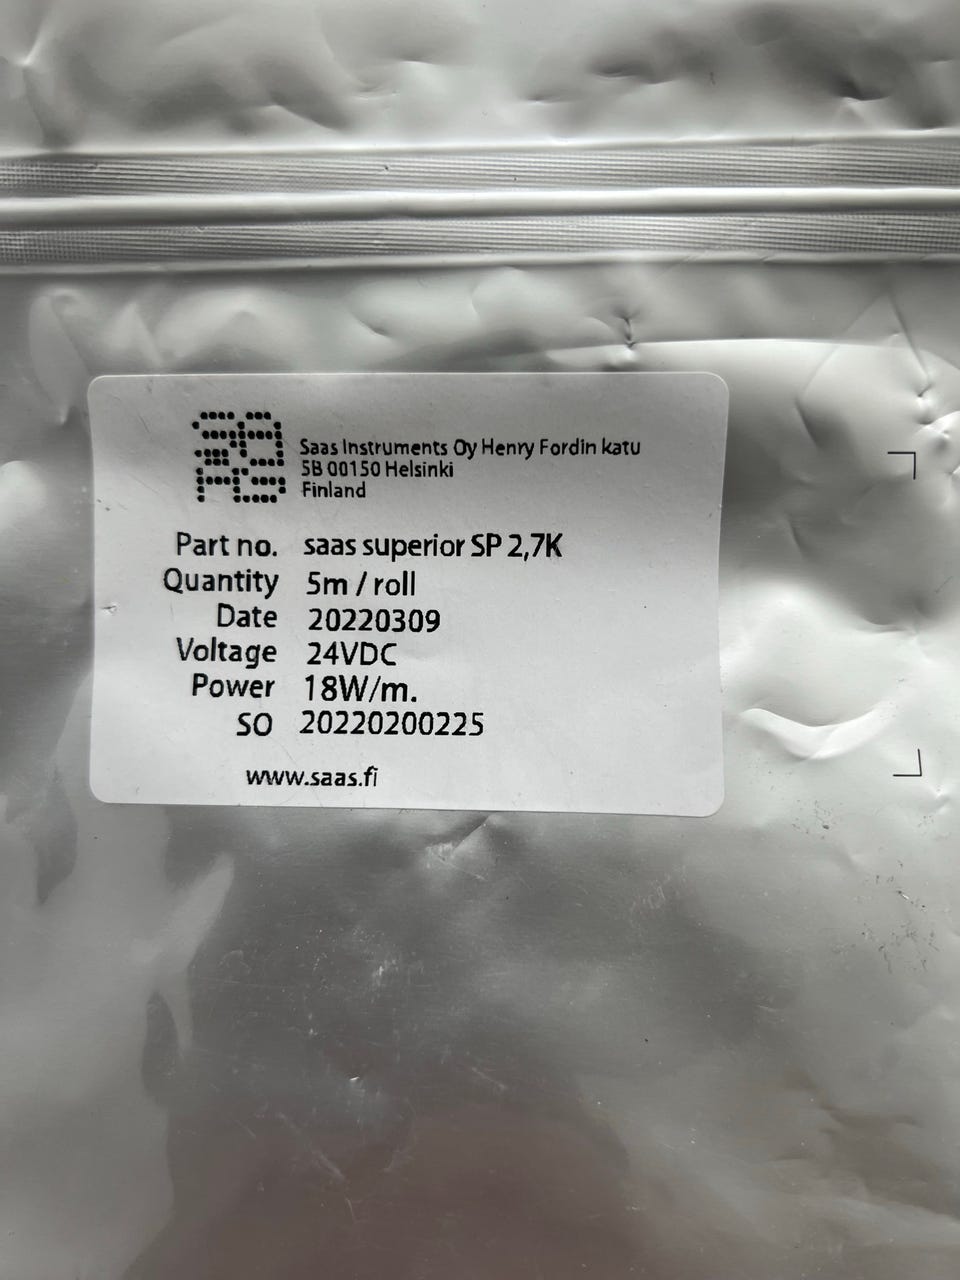 SAAS
Saas Instruments Oy Henry Fordin katu
5B 00150 Helsinki
Finland
Part no. saas superior SP 2,7K
Quantity 5m / roll
Date 20220309
Voltage 24VDC
Power 18W/m.
SO 20220200225
www.saas.fi